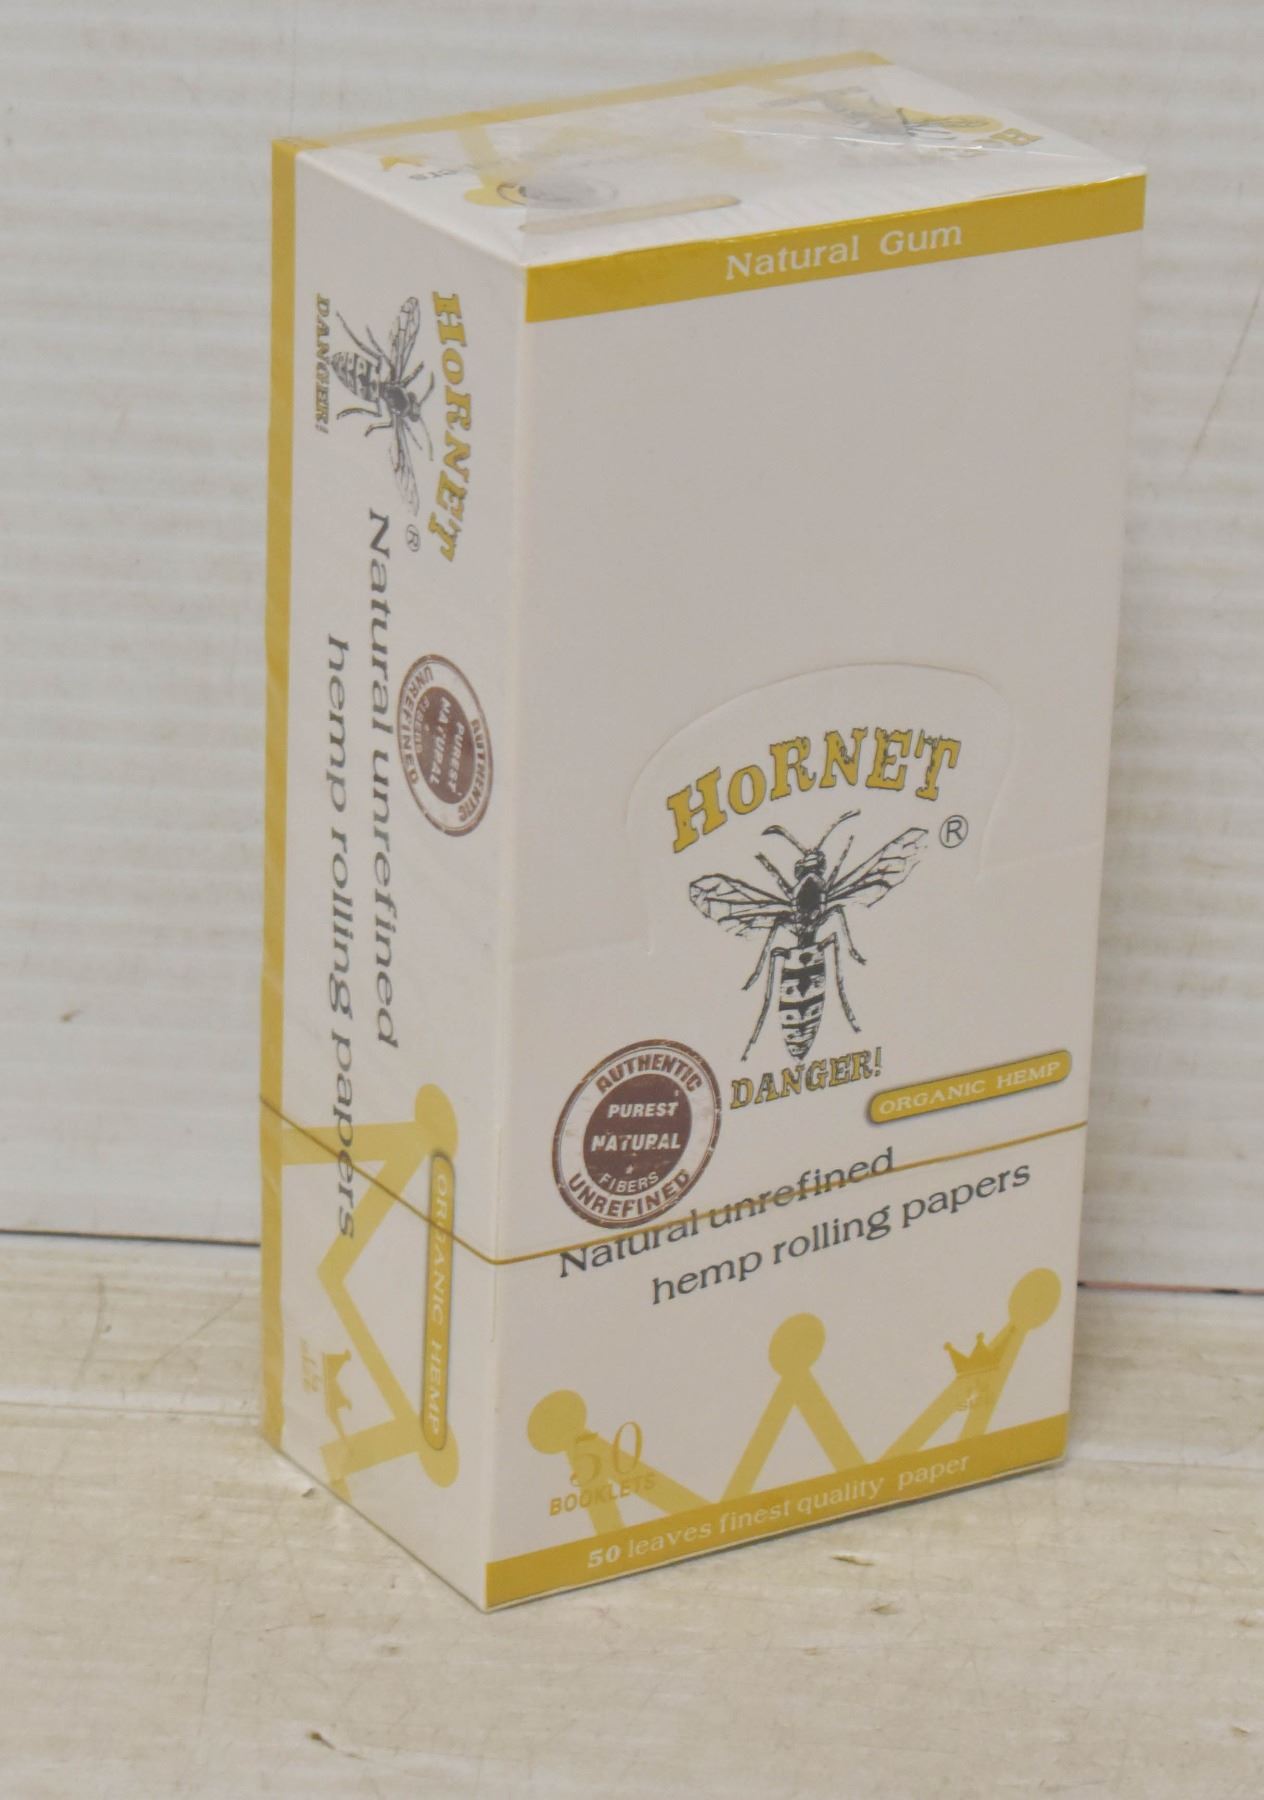 Natural Gum
HORNET
®
DANGER!
ORGANIC HEMP
AUTHENTIC
PUREST
NATURAL
FIBERS
UNREFINED
Natural unrefined
hemp rolling papers
50
BOOKLETS
50 leaves finest quality paper
HORNET
®
DANGER!
Natural unrefined
hemp rolling papers
AUTHENTIC
PUREST
NATURAL
FIBERS
UNREFINED
ORGANIC HEMP